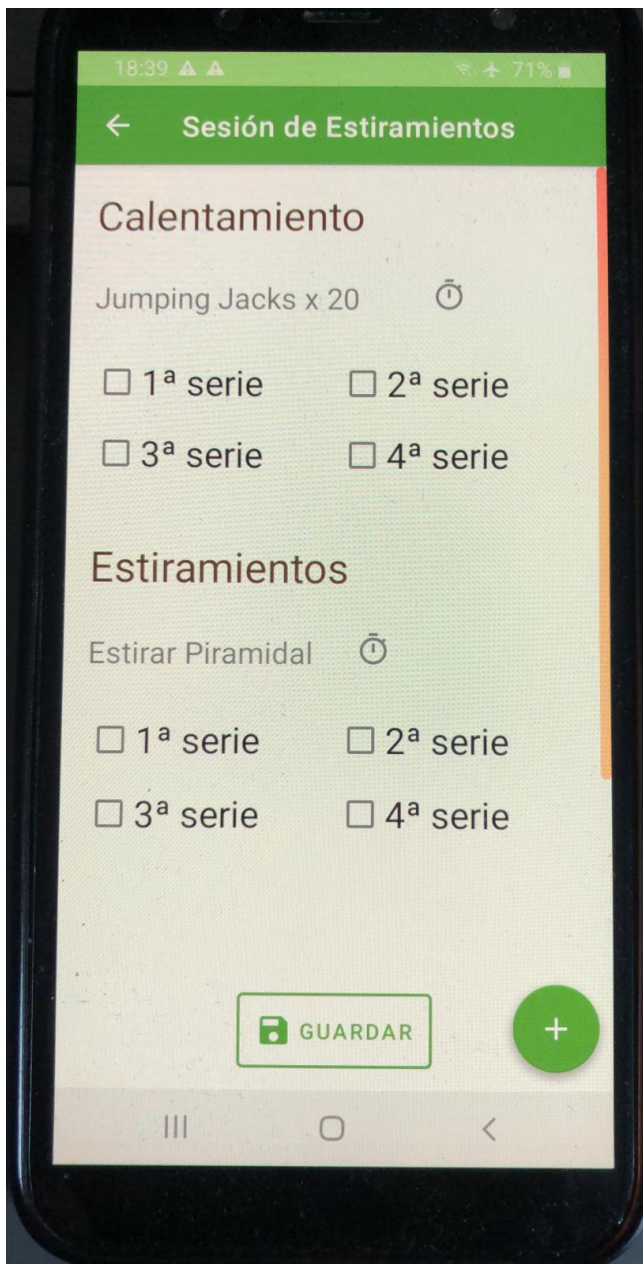 18:39 71%
Sesión de Estiramientos
Calentamiento
Jumping Jacks x 20
1ª serie 2ª serie
3ª serie 4ª serie
Estiramientos
Estirar Piramidal
1ª serie 2ª serie
3ª serie 4ª serie
GUARDAR